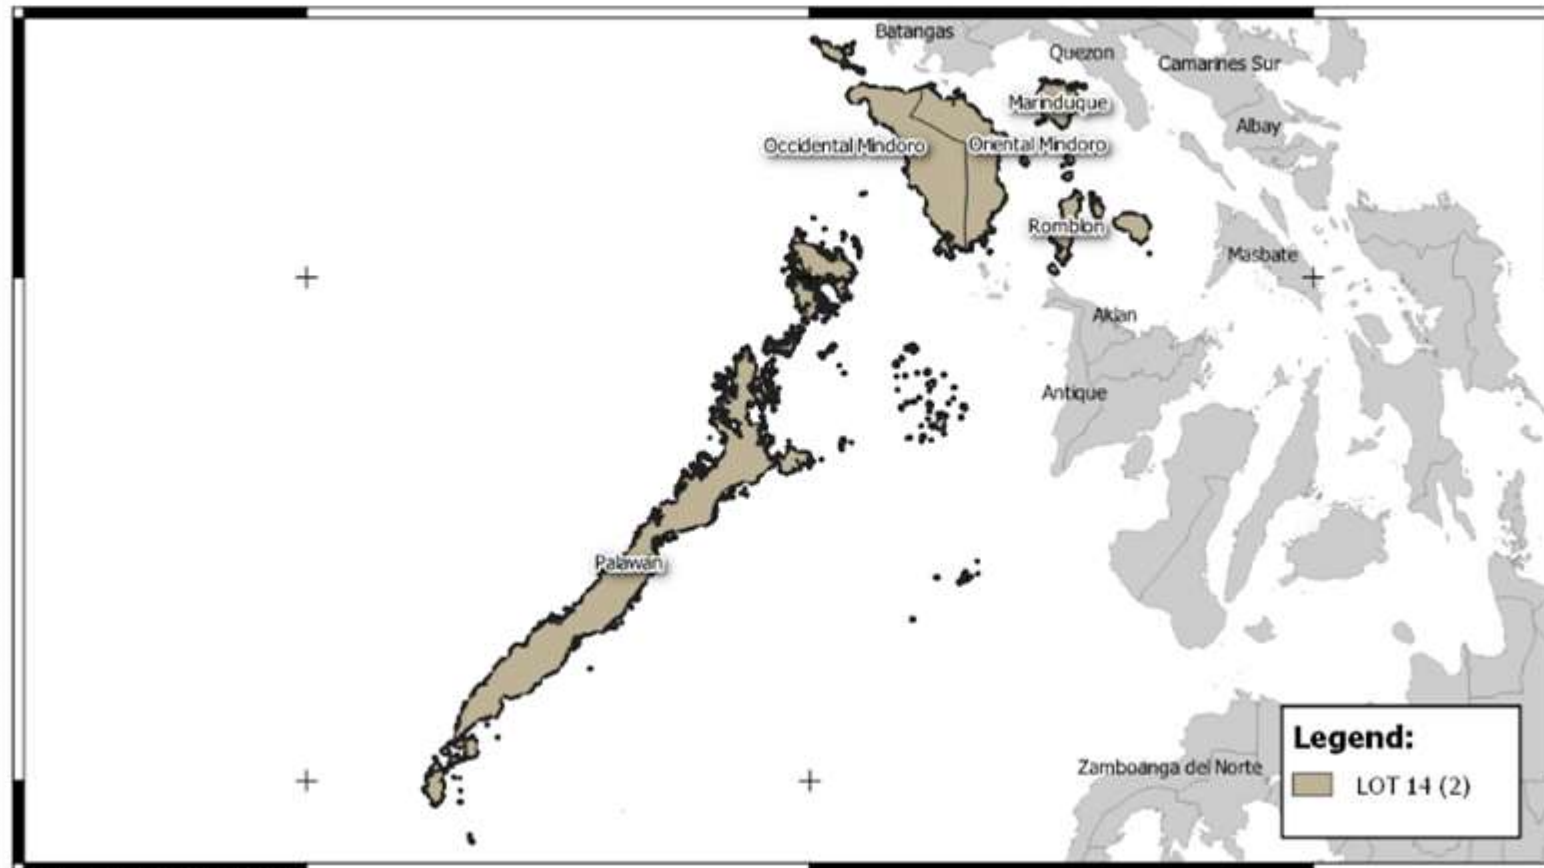 Batangas
Quezon
Camarines Sur
Marinduque
Albay
Occidental Mindoro
Oriental Mindoro
Romblon
Masbate
Aklan
Antique
Palawan
Legend:
Zamboanga del Norte
LOT 14 (2)